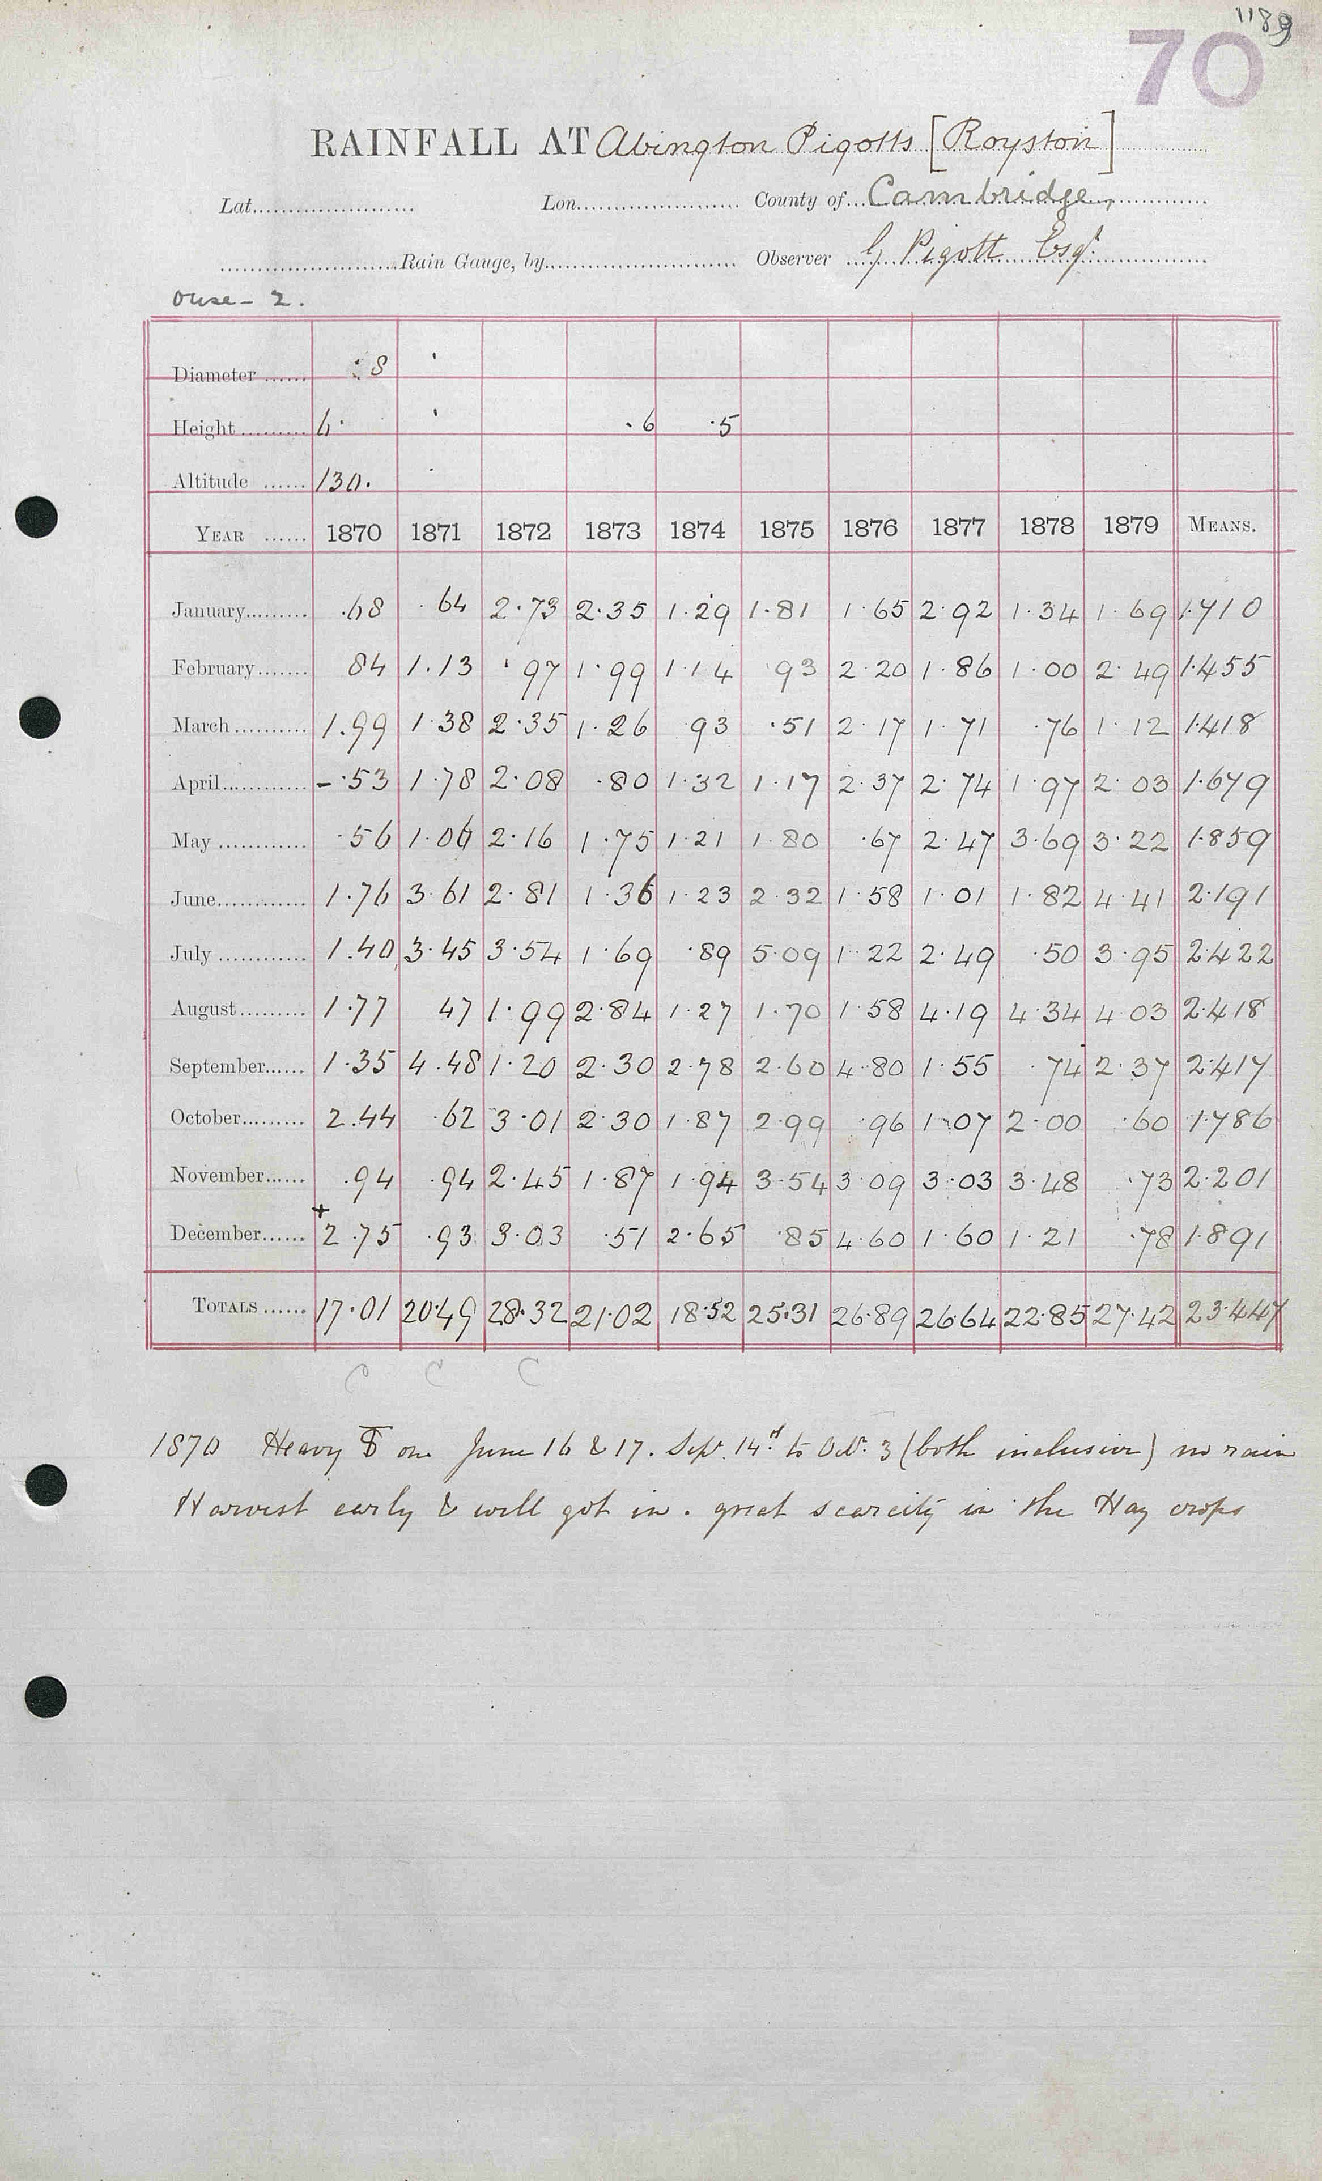 1189
70
RAINFALL AT Abington Pigotts [Royston]
Lat. Lon. County of Cambridge
Rain Gauge, by Observer G Pigott Esqr.
Ouse - 2.
Diameter 8
Height ·6 ·5
Altitude 130.
YEAR 1870 1871 1872 1873 1874 1875 1876 1877 1878 1879 MEANS.
January ·68 ·64 2·73 2·35 1·29 1·81 1·65 2·92 1·34 1·69 1·710
February 84 1·13 ·97 1·99 1·14 93 2·20 1·86 1·00 2·49 1·455
March 1·99 1·38 2·35 1·26 93 ·51 2·17 1·71 ·76 1·12 1·418
April -·53 1·78 2·08 ·80 1·32 1·17 2·37 2·74 1·97 2·03 1·679
May ·56 1·06 2·16 1·75 1·21 1·80 ·67 2·47 3·69 3·22 1·859
June 1·76 3·61 2·81 1·36 1·23 2·32 1·58 1·01 1·82 4·41 2·191
July 1·40 3·45 3·54 1·69 ·89 5·09 1·22 2·49 ·50 3·95 2·422
August 1·77 47 1·99 2·84 1·27 1·70 1·58 4·19 4·34 4·03 2·418
September 1·35 4·48 1·20 2·30 2·78 2·60 4·80 1·55 ·74 2·37 2·417
October 2·44 ·62 3·01 2·30 1·87 2·99 ·96 1·07 2·00 ·60 1·786
November ·94 ·94 2·45 1·87 1·94 3·54 3·09 3·03 3·48 ·73 2·201
December + 2·75 ·93 3·03 ·51 2·65 ·85 4·60 1·60 1·21 ·78 1·891
TOTALS 17·01 20·49 28·32 21·02 18·52 25·31 26·89 26·64 22·85 27·42 23·447
C C C
1870 Heavy on June 16 & 17. Sept. 14th to Oct. 3 (both inclusive) no rain
Harvest early & well got in. great scarcity in the Hay crops